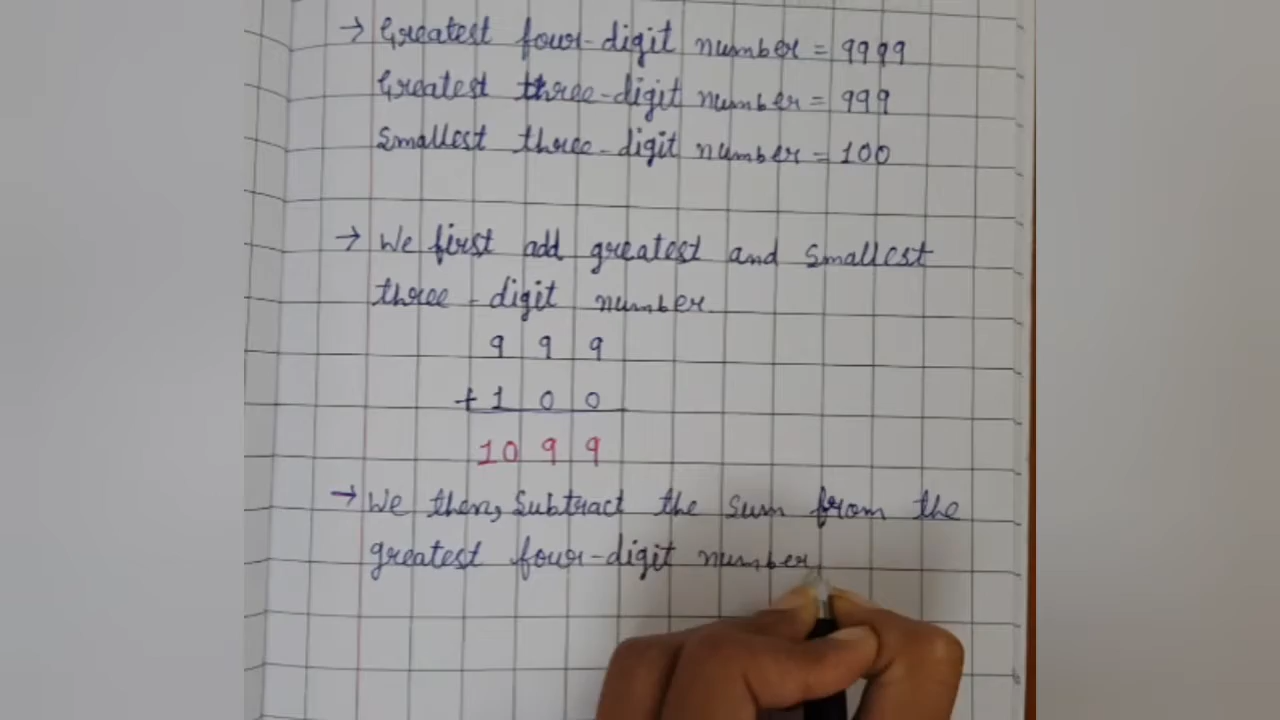 → Greatest four-digit number = 9999
Greatest three-digit number = 999
Smallest three-digit number = 100
→ We first add greatest and smallest
three-digit number
9 9 9
+ 1 0 0
10 9 9
→ We then, subtract the sum from the
greatest four-digit number